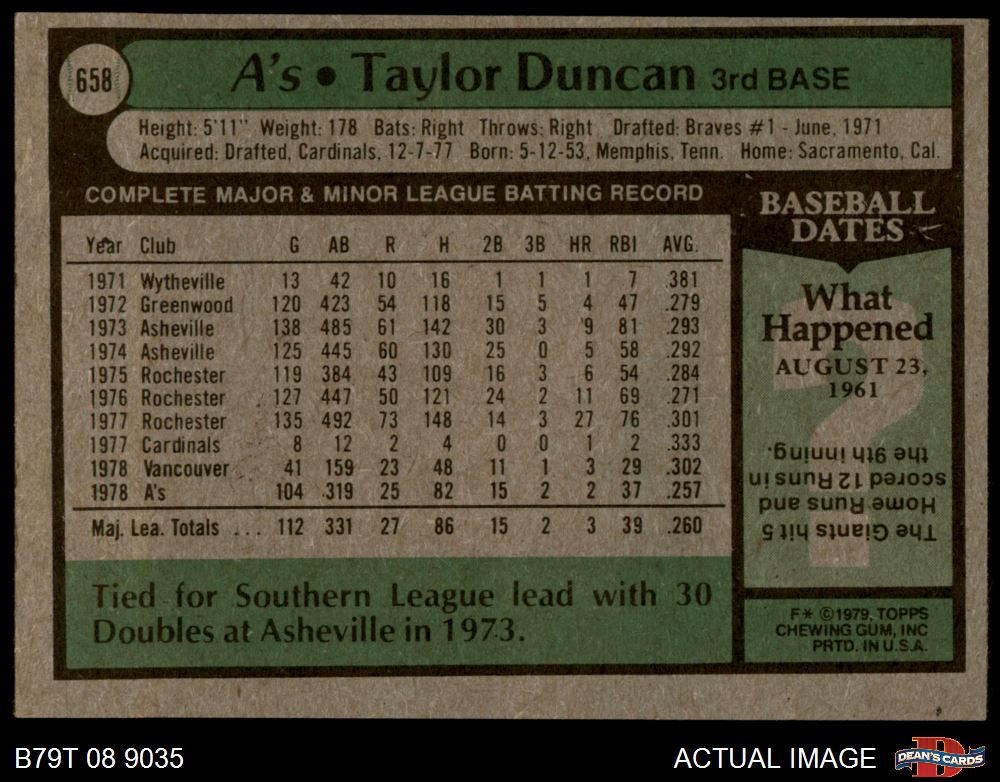 658
A's • Taylor Duncan 3rd BASE
Height: 5'11" Weight: 178 Bats: Right Throws: Right Drafted: Braves #1 - June, 1971
Acquired: Drafted, Cardinals, 12-7-77 Born: 5-12-53, Memphis, Tenn. Home: Sacramento, Cal.
COMPLETE MAJOR & MINOR LEAGUE BATTING RECORD
Year Club G AB R H 2B 3B HR RBI AVG.
1971 Wytheville 13 42 10 16 1 1 1 7 .381
1972 Greenwood 120 423 54 118 15 5 4 47 .279
1973 Asheville 138 485 61 142 30 3 9 81 .293
1974 Asheville 125 445 60 130 25 0 5 58 .292
1975 Rochester 119 384 43 109 16 3 6 54 .284
1976 Rochester 127 447 50 121 24 2 11 69 .271
1977 Rochester 135 492 73 148 14 3 27 76 .301
1977 Cardinals 8 12 2 4 0 0 1 2 .333
1978 Vancouver 41 159 23 48 11 1 3 29 .302
1978 A's 104 319 25 82 15 2 2 37 .257
Maj. Lea. Totals ... 112 331 27 86 15 2 3 39 .260
Tied for Southern League lead with 30
Doubles at Asheville in 1973.
BASEBALL
DATES
What
Happened
AUGUST 23,
1961
?
The Giants hit 5
Home Runs and
scored 12 Runs in
the 9th inning.
F* ©1979, TOPPS
CHEWING GUM, INC
PRTD. IN U.S.A.
B79T 08 9035
ACTUAL IMAGE
D
DEAN'S CARDS